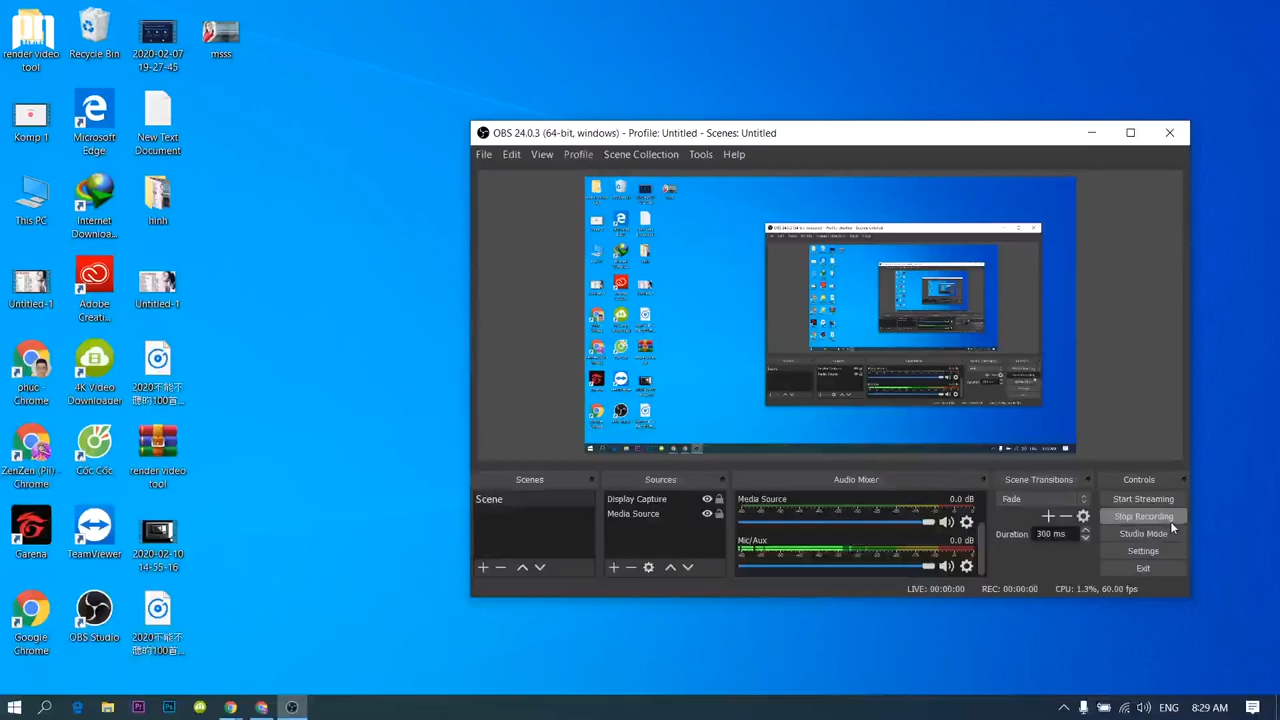 render video
tool
Recycle Bin
2020-02-07
19-27-45
msss
Komp 1
Microsoft
Edge
New Text
Document
This PC
Internet
Downloa...
hinh
Untitled-1
Adobe
Creati...
Untitled-1
phuc -
Chrome
4K Video
Downloader
2020不能不
聽的100首...
ZenZen (Pii) -
Chrome
Cốc Cốc
render video
tool
Garena
TeamViewer
2020-02-10
14-55-16
Google
Chrome
OBS Studio
2020不能不
聽的100首...
OBS 24.0.3 (64-bit, windows) - Profile: Untitled - Scenes: Untitled
File Edit View Profile Scene Collection Tools Help
Scenes
Scene
Sources
Display Capture
Media Source
Audio Mixer
Media Source 0.0 dB
Mic/Aux 0.0 dB
Scene Transitions
Fade
Duration 300 ms
Controls
Start Streaming
Stop Recording
Studio Mode
Settings
Exit
LIVE: 00:00:00 REC: 00:00:00 CPU: 1.3%, 60.00 fps
Pr Ps
ENG 8:29 AM